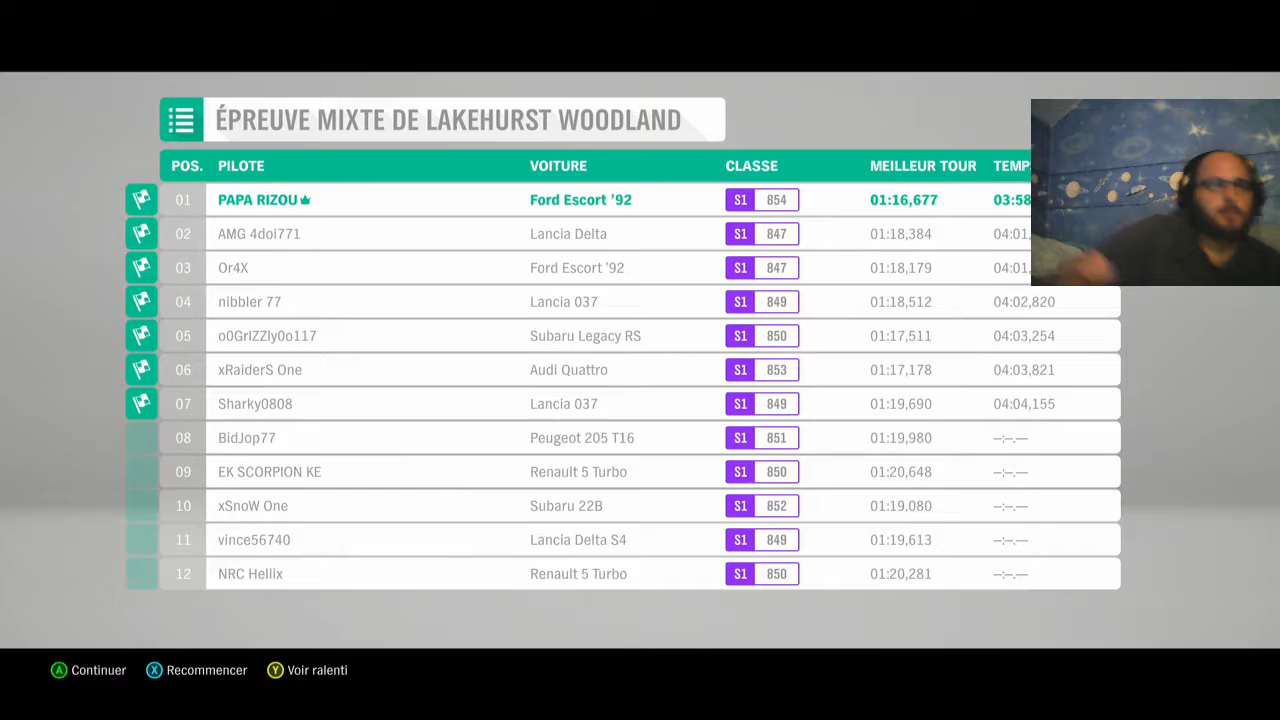 ÉPREUVE MIXTE DE LAKEHURST WOODLAND
POS. PILOTE VOITURE CLASSE MEILLEUR TOUR
01 PAPA RIZOU Ford Escort '92 S1 854 01:16,677 03:58
02 AMG 4doi771 Lancia Delta S1 847 01:18,384 04:01,
03 Or4X Ford Escort '92 S1 847 01:18,179 04:01,
04 nibbler 77 Lancia 037 S1 849 01:18,512 04:02,820
05 o0GrIZZly0o117 Subaru Legacy RS S1 850 01:17,511 04:03,254
06 xRaiderS One Audi Quattro S1 853 01:17,178 04:03,821
07 Sharky0808 Lancia 037 S1 849 01:19,690 04:04,155
08 BidJop77 Peugeot 205 T16 S1 851 01:19,980 --:--.---
09 EK SCORPION KE Renault 5 Turbo S1 850 01:20,648 --:--.---
10 xSnoW One Subaru 22B S1 852 01:19,080 --:--.---
11 vince56740 Lancia Delta S4 S1 849 01:19,613 --:--.---
12 NRC Hellix Renault 5 Turbo S1 850 01:20,281 --:--.---
A Continuer X Recommencer Y Voir ralenti